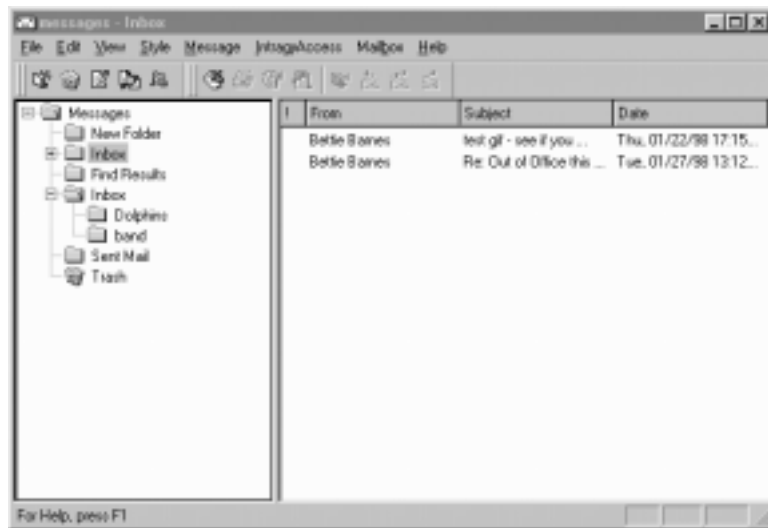 messages - Inbox
File Edit View Style Message IntrageAccess Mailbox Help
Messages
New Folder
Inbox
Find Results
Inbox
Dolphins
band
Sent Mail
Trash
! From Subject Date
Bettie Barnes test gif - see if you ... Thu, 01/22/98 17:15...
Bettie Barnes Re: Out of Office this ... Tue, 01/27/98 13:12...
For Help, press F1